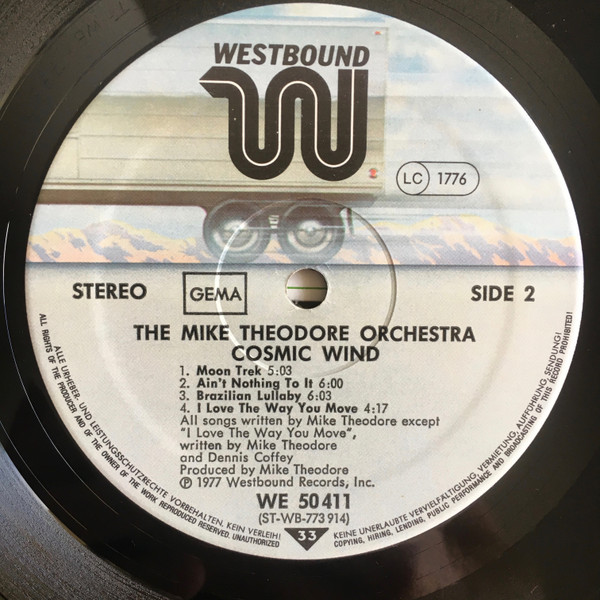 WESTBOUND
W
LC 1776
STEREO
GEMA
SIDE 2
THE MIKE THEODORE ORCHESTRA
COSMIC WIND
1. Moon Trek 5:03
2. Ain't Nothing To It 6:00
3. Brazilian Lullaby 6:03
4. I Love The Way You Move 4:17
All songs written by Mike Theodore except
"I Love The Way You Move",
written by Mike Theodore
and Dennis Coffey
Produced by Mike Theodore
℗ 1977 Westbound Records, Inc.
WE 50 411
(ST-WB-773 914)
33
ALLE URHEBER- UND LEISTUNGSSCHUTZRECHTE VORBEHALTEN. KEIN VERLEIH! KEINE UNERLAUBTE VERVIELFÄLTIGUNG, VERMIETUNG, AUFFÜHRUNG, SENDUNG!
ALL RIGHTS OF THE PRODUCER AND OF THE OWNER OF THE WORK REPRODUCED RESERVED. UNAUTHORIZED COPYING, HIRING, LENDING, PUBLIC PERFORMANCE AND BROADCASTING OF THIS RECORD PROHIBITED!